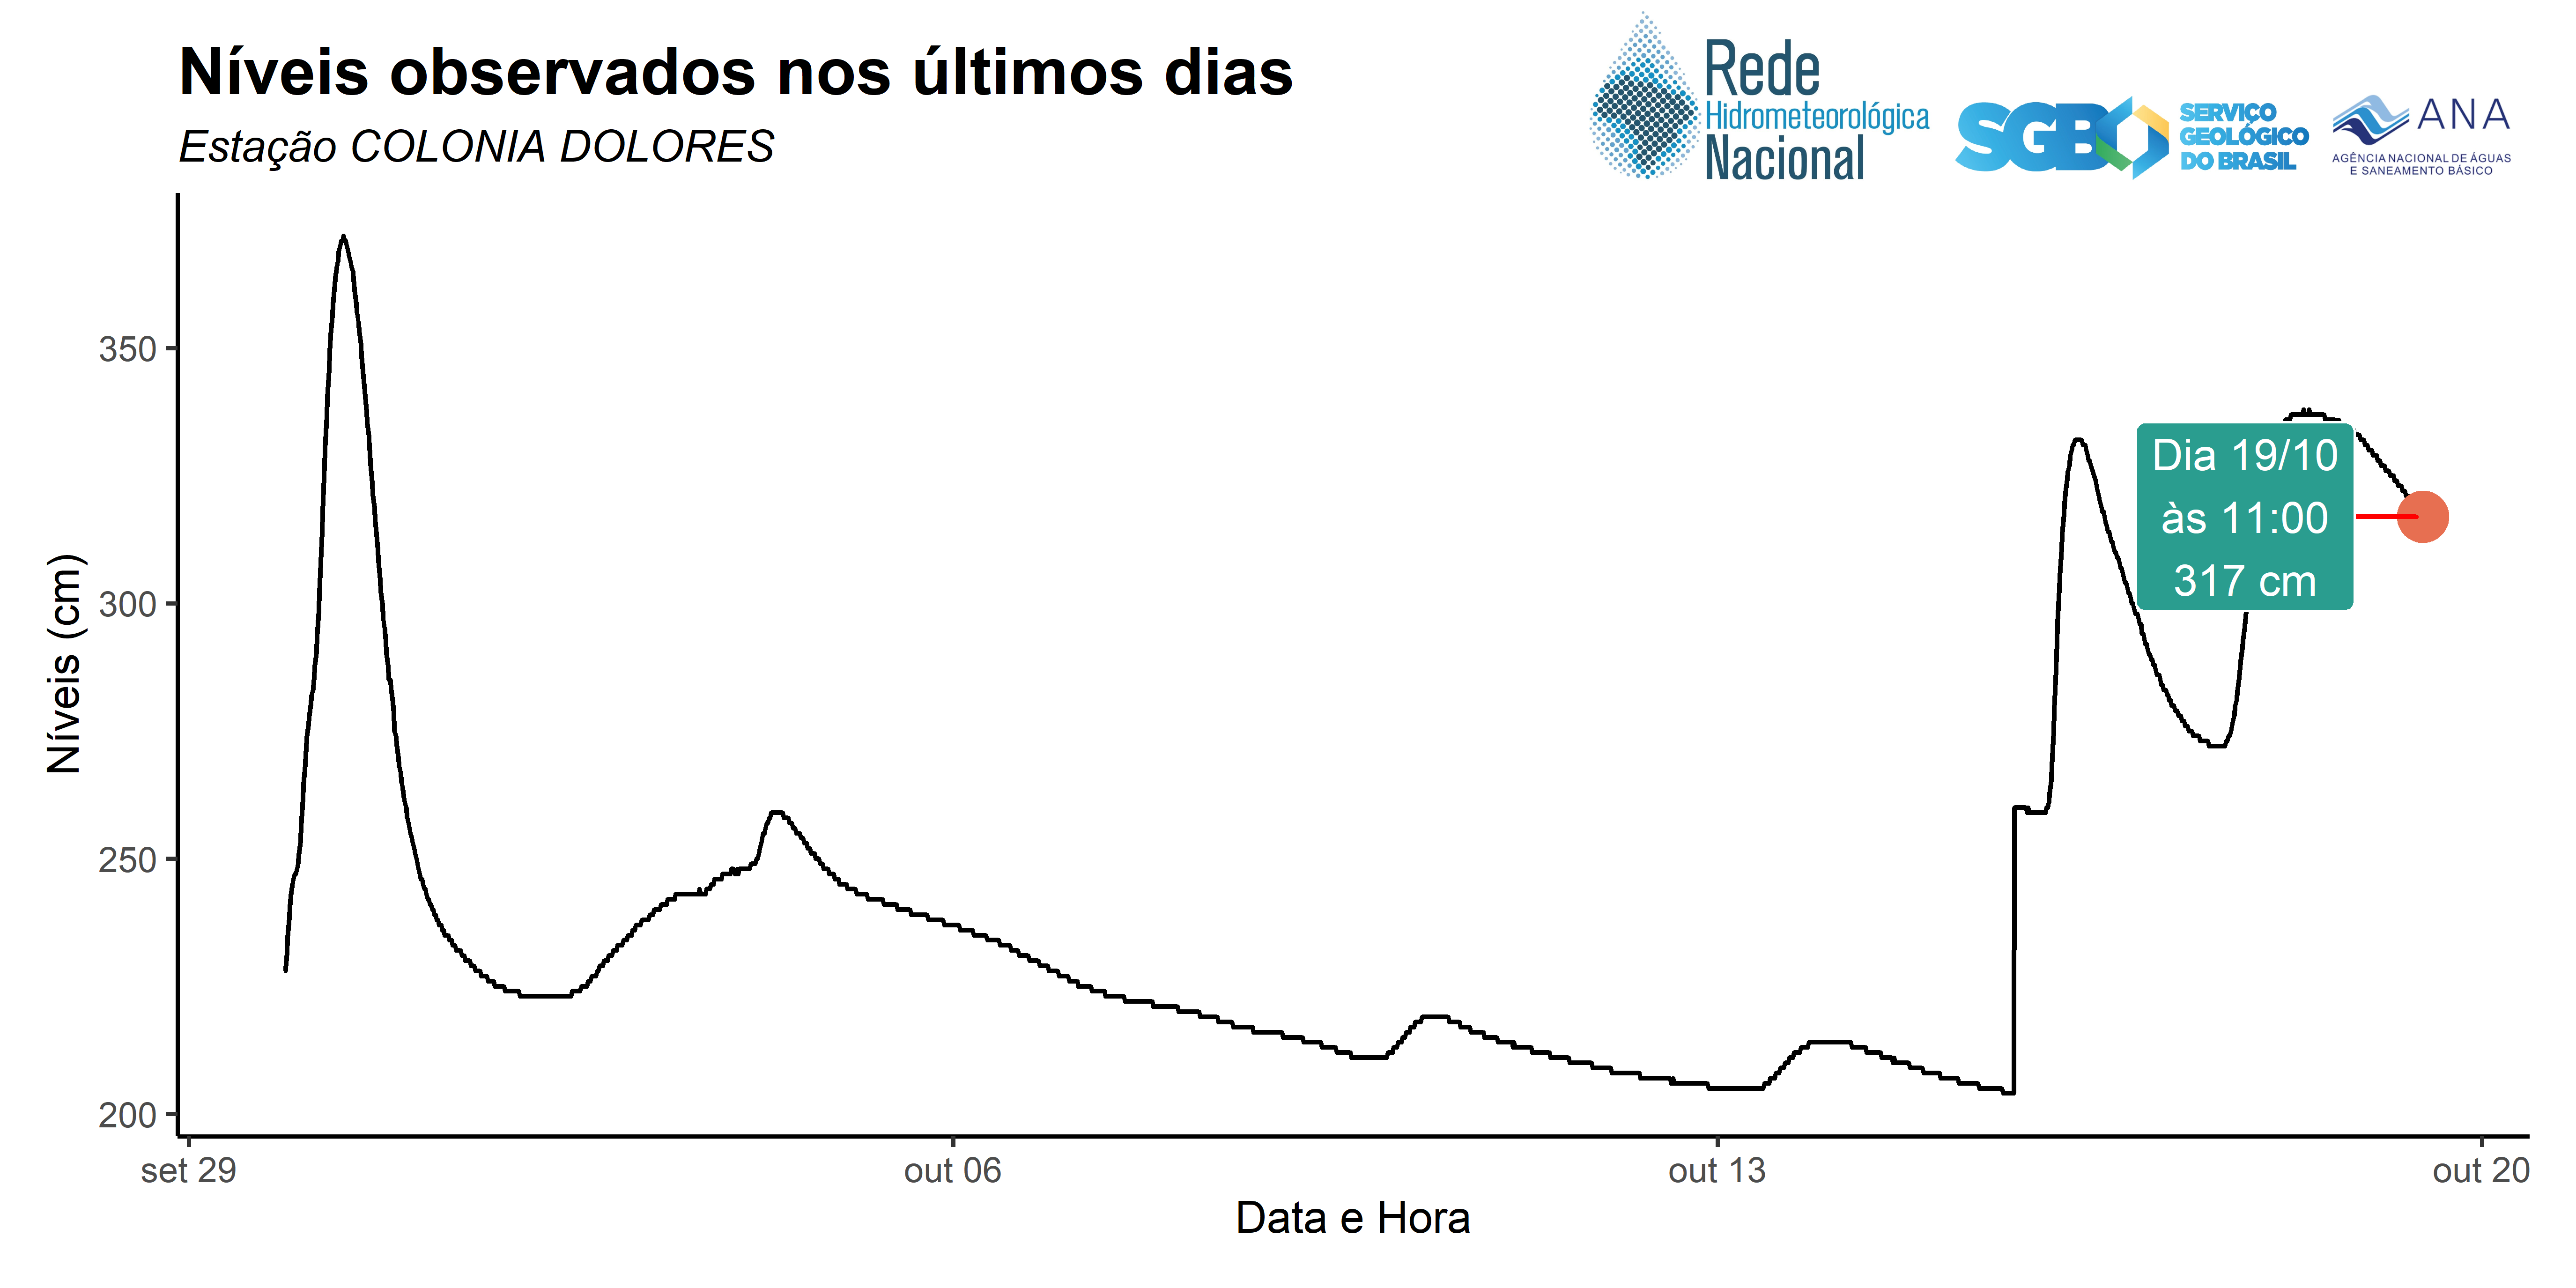 Níveis observados nos últimos dias
Estação COLONIA DOLORES
Rede
Hidrometeorológica
Nacional
SGB
SERVIÇO
GEOLÓGICO
DO BRASIL
ANA
AGÊNCIA NACIONAL DE ÁGUAS
E SANEAMENTO BÁSICO
Níveis (cm)
350
300
250
200
Dia 19/10
às 11:00
317 cm
set 29
out 06
out 13
out 20
Data e Hora